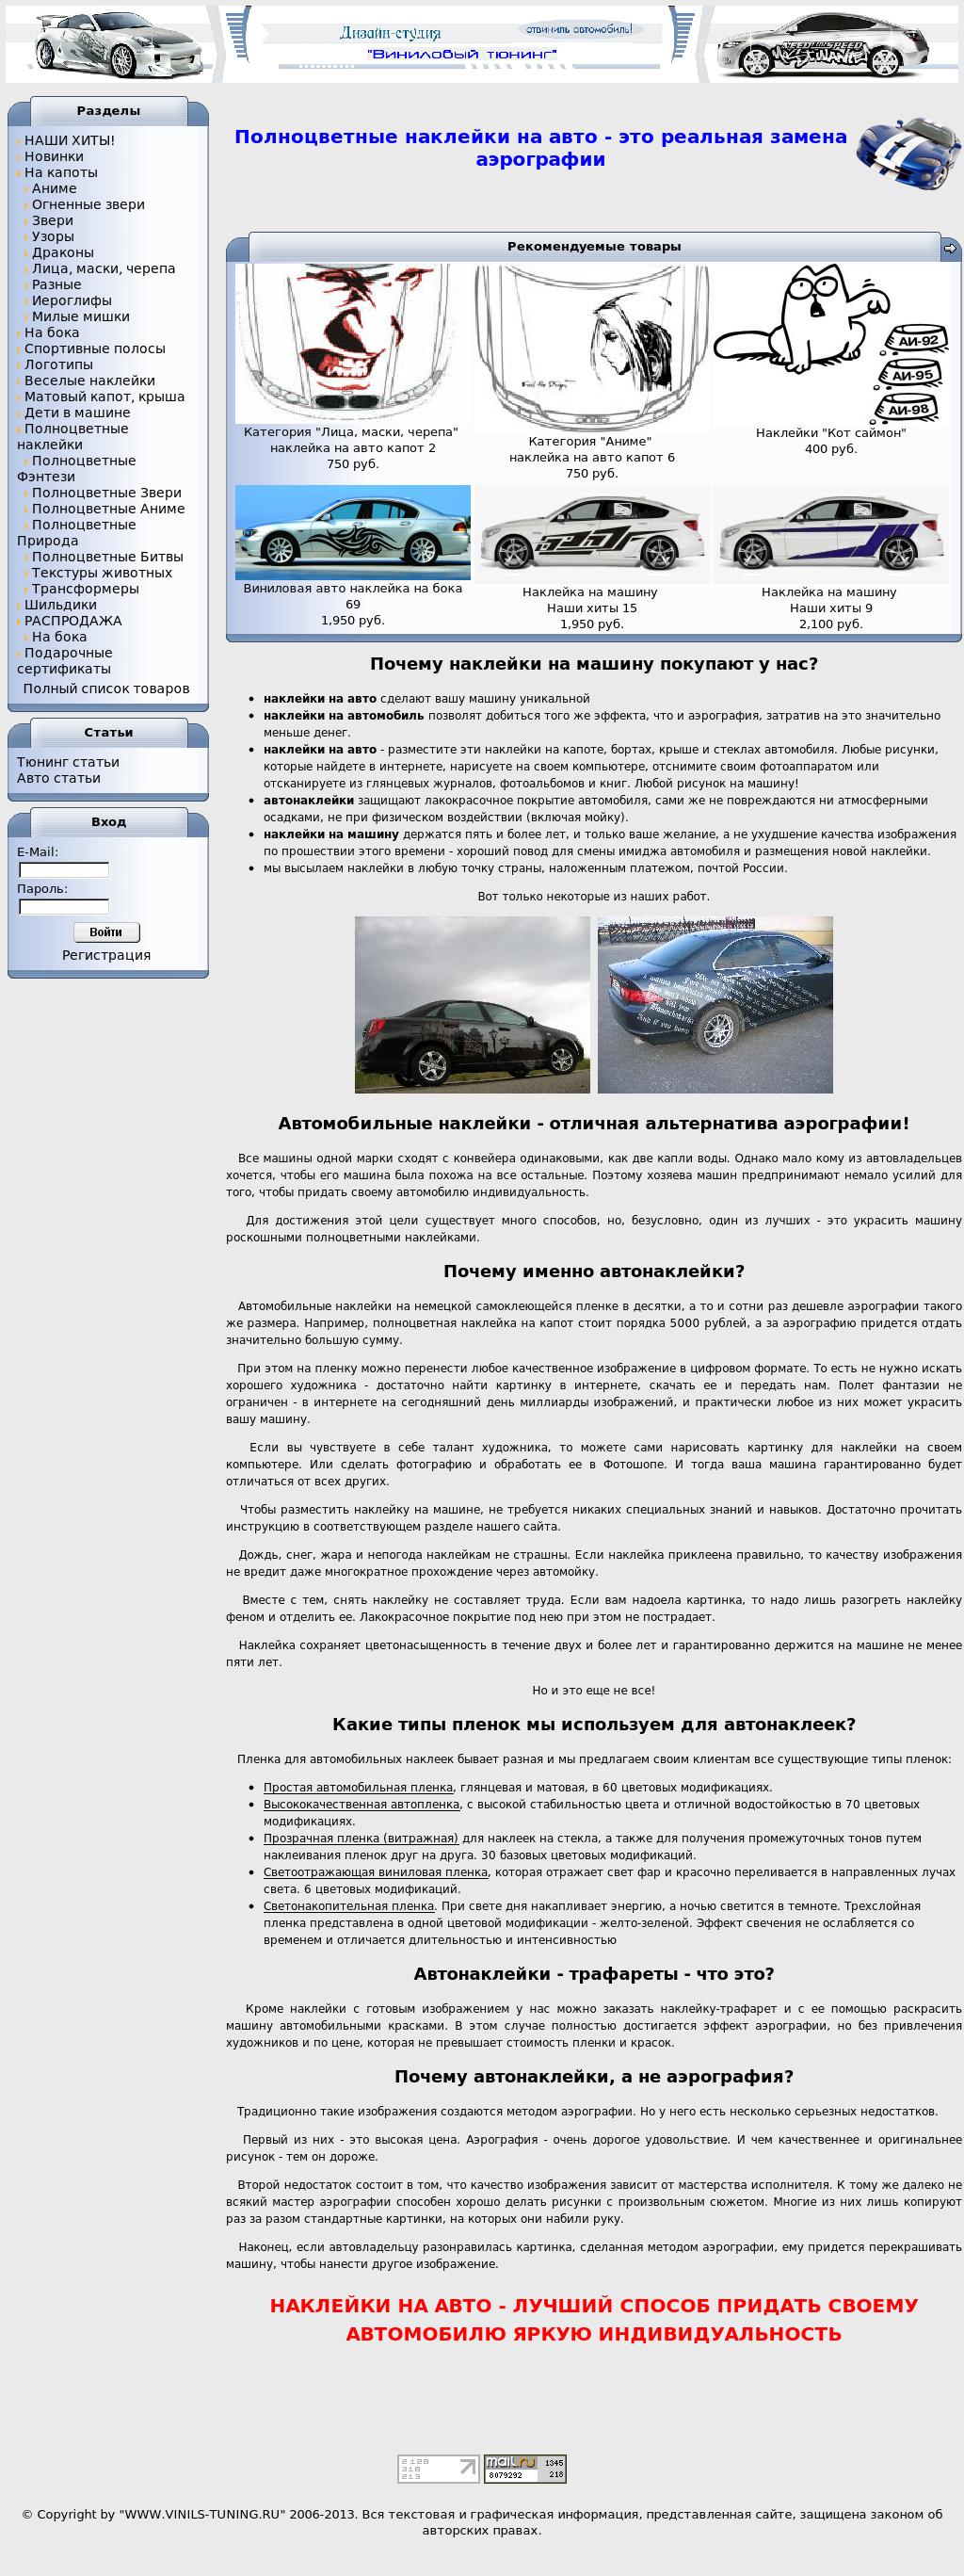 Дизайн-студия
"Виниловый тюнинг"
отвиниль автомобиль!
NEED FOR SPEED
Разделы
НАШИ ХИТЫ!
Новинки
На капоты
Аниме
Огненные звери
Звери
Узоры
Драконы
Лица, маски, черепа
Разные
Иероглифы
Милые мишки
На бока
Спортивные полосы
Логотипы
Веселые наклейки
Матовый капот, крыша
Дети в машине
Полноцветные
наклейки
Полноцветные
Фэнтези
Полноцветные Звери
Полноцветные Аниме
Полноцветные
Природа
Полноцветные Битвы
Текстуры животных
Трансформеры
Шильдики
РАСПРОДАЖА
На бока
Подарочные
сертификаты
Полный список товаров
Статьи
Тюнинг статьи
Авто статьи
Вход
E-Mail:
Пароль:
Войти
Регистрация
Полноцветные наклейки на авто - это реальная замена
аэрографии
Рекомендуемые товары
АИ-92
АИ-95
АИ-98
Категория "Лица, маски, черепа"
наклейка на авто капот 2
750 руб.
Категория "Аниме"
наклейка на авто капот 6
750 руб.
Наклейки "Кот саймон"
400 руб.
Виниловая авто наклейка на бока
69
1,950 руб.
Наклейка на машину
Наши хиты 15
1,950 руб.
Наклейка на машину
Наши хиты 9
2,100 руб.
Почему наклейки на машину покупают у нас?
наклейки на авто сделают вашу машину уникальной
наклейки на автомобиль позволят добиться того же эффекта, что и аэрография, затратив на это значительно
меньше денег.
наклейки на авто - разместите эти наклейки на капоте, бортах, крыше и стеклах автомобиля. Любые рисунки,
которые найдете в интернете, нарисуете на своем компьютере, отснимите своим фотоаппаратом или
отсканируете из глянцевых журналов, фотоальбомов и книг. Любой рисунок на машину!
автонаклейки защищают лакокрасочное покрытие автомобиля, сами же не повреждаются ни атмосферными
осадками, не при физическом воздействии (включая мойку).
наклейки на машину держатся пять и более лет, и только ваше желание, а не ухудшение качества изображения
по прошествии этого времени - хороший повод для смены имиджа автомобиля и размещения новой наклейки.
мы высылаем наклейки в любую точку страны, наложенным платежом, почтой России.
Вот только некоторые из наших работ.
Автомобильные наклейки - отличная альтернатива аэрографии!
Все машины одной марки сходят с конвейера одинаковыми, как две капли воды. Однако мало кому из автовладельцев
хочется, чтобы его машина была похожа на все остальные. Поэтому хозяева машин предпринимают немало усилий для
того, чтобы придать своему автомобилю индивидуальность.
Для достижения этой цели существует много способов, но, безусловно, один из лучших - это украсить машину
роскошными полноцветными наклейками.
Почему именно автонаклейки?
Автомобильные наклейки на немецкой самоклеющейся пленке в десятки, а то и сотни раз дешевле аэрографии такого
же размера. Например, полноцветная наклейка на капот стоит порядка 5000 рублей, а за аэрографию придется отдать
значительно большую сумму.
При этом на пленку можно перенести любое качественное изображение в цифровом формате. То есть не нужно искать
хорошего художника - достаточно найти картинку в интернете, скачать ее и передать нам. Полет фантазии не
ограничен - в интернете на сегодняшний день миллиарды изображений, и практически любое из них может украсить
вашу машину.
Если вы чувствуете в себе талант художника, то можете сами нарисовать картинку для наклейки на своем
компьютере. Или сделать фотографию и обработать ее в Фотошопе. И тогда ваша машина гарантированно будет
отличаться от всех других.
Чтобы разместить наклейку на машине, не требуется никаких специальных знаний и навыков. Достаточно прочитать
инструкцию в соответствующем разделе нашего сайта.
Дождь, снег, жара и непогода наклейкам не страшны. Если наклейка приклеена правильно, то качеству изображения
не вредит даже многократное прохождение через автомойку.
Вместе с тем, снять наклейку не составляет труда. Если вам надоела картинка, то надо лишь разогреть наклейку
феном и отделить ее. Лакокрасочное покрытие под нею при этом не пострадает.
Наклейка сохраняет цветонасыщенность в течение двух и более лет и гарантированно держится на машине не менее
пяти лет.
Но и это еще не все!
Какие типы пленок мы используем для автонаклеек?
Пленка для автомобильных наклеек бывает разная и мы предлагаем своим клиентам все существующие типы пленок:
Простая автомобильная пленка, глянцевая и матовая, в 60 цветовых модификациях.
Высококачественная автопленка, с высокой стабильностью цвета и отличной водостойкостью в 70 цветовых
модификациях.
Прозрачная пленка (витражная) для наклеек на стекла, а также для получения промежуточных тонов путем
наклеивания пленок друг на друга. 30 базовых цветовых модификаций.
Светоотражающая виниловая пленка, которая отражает свет фар и красочно переливается в направленных лучах
света. 6 цветовых модификаций.
Светонакопительная пленка. При свете дня накапливает энергию, а ночью светится в темноте. Трехслойная
пленка представлена в одной цветовой модификации - желто-зеленой. Эффект свечения не ослабляется со
временем и отличается длительностью и интенсивностью
Автонаклейки - трафареты - что это?
Кроме наклейки с готовым изображением у нас можно заказать наклейку-трафарет и с ее помощью раскрасить
машину автомобильными красками. В этом случае полностью достигается эффект аэрографии, но без привлечения
художников и по цене, которая не превышает стоимость пленки и красок.
Почему автонаклейки, а не аэрография?
Традиционно такие изображения создаются методом аэрографии. Но у него есть несколько серьезных недостатков.
Первый из них - это высокая цена. Аэрография - очень дорогое удовольствие. И чем качественнее и оригинальнее
рисунок - тем он дороже.
Второй недостаток состоит в том, что качество изображения зависит от мастерства исполнителя. К тому же далеко не
всякий мастер аэрографии способен хорошо делать рисунки с произвольным сюжетом. Многие из них лишь копируют
раз за разом стандартные картинки, на которых они набили руку.
Наконец, если автовладельцу разонравилась картинка, сделанная методом аэрографии, ему придется перекрашивать
машину, чтобы нанести другое изображение.
НАКЛЕЙКИ НА АВТО - ЛУЧШИЙ СПОСОБ ПРИДАТЬ СВОЕМУ
АВТОМОБИЛЮ ЯРКУЮ ИНДИВИДУАЛЬНОСТЬ
2128
310
213
mail.ru
1345
8079292
218
© Copyright by "WWW.VINILS-TUNING.RU" 2006-2013. Вся текстовая и графическая информация, представленная сайте, защищена законом об
авторских правах.